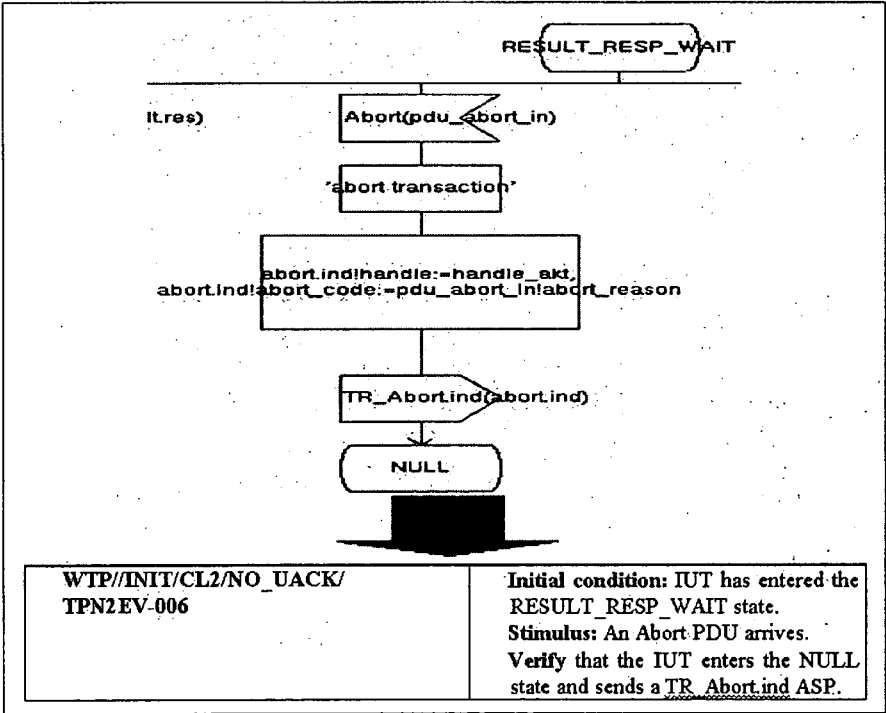 RESULT_RESP_WAIT
lt.res)
Abort(pdu_abort_in)
'abort transaction'
abort.ind!handle:=handle_akt,
abort.ind!abort_code:=pdu_abort_in!abort_reason
TR_Abort.ind(abort.ind)
NULL
WTP//INIT/CL2/NO_UACK/
TPN2EV-006
Initial condition: IUT has entered the
RESULT_RESP_WAIT state.
Stimulus: An Abort PDU arrives.
Verify that the IUT enters the NULL
state and sends a TR_Abort.ind ASP.